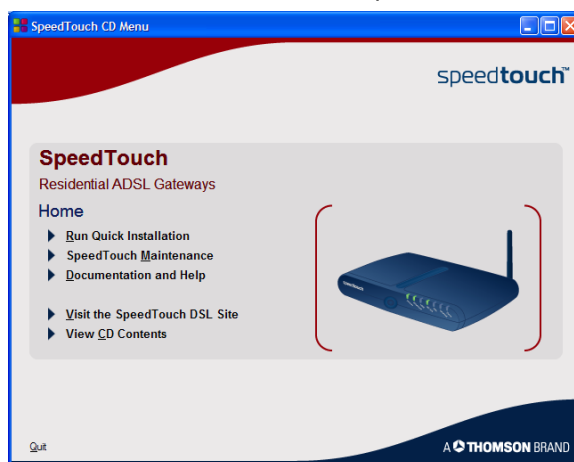 SpeedTouch CD Menu
speedtouch™
SpeedTouch
Residential ADSL Gateways
Home
Run Quick Installation
SpeedTouch Maintenance
Documentation and Help
Visit the SpeedTouch DSL Site
View CD Contents
Quit
A THOMSON BRAND